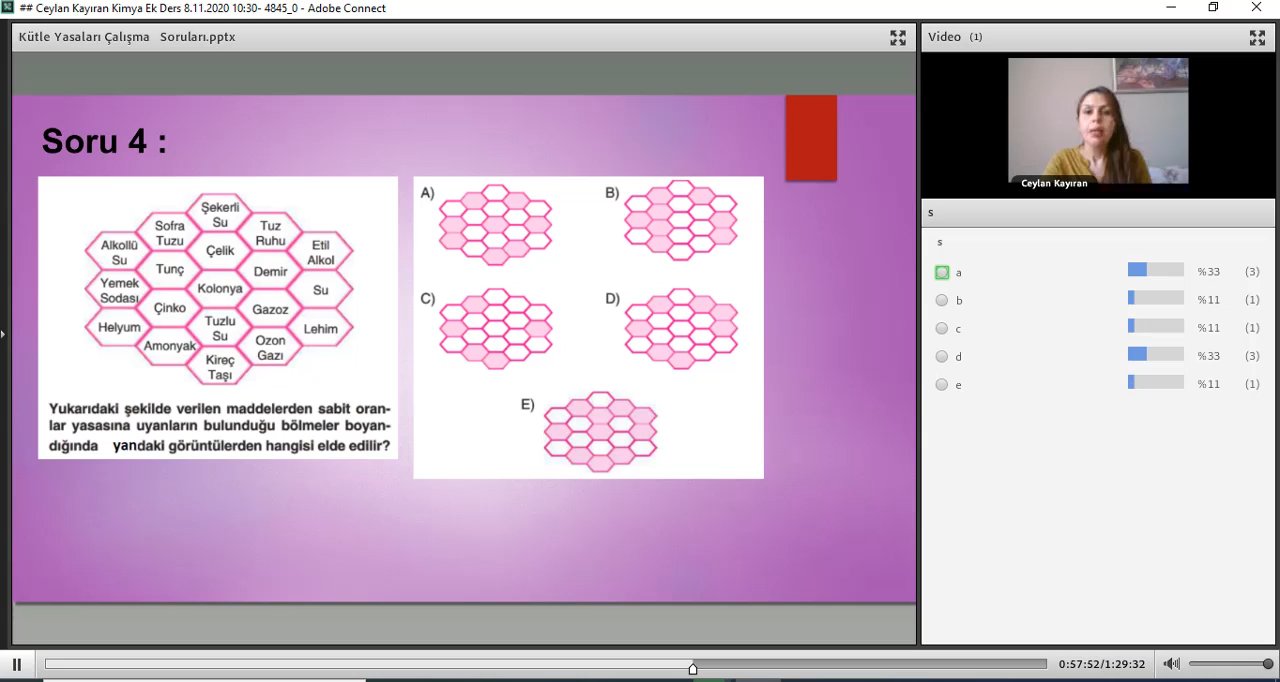 ## Ceylan Kayıran Kimya Ek Ders 8.11.2020 10:30- 4845_0 - Adobe Connect
Kütle Yasaları Çalışma Soruları.pptx
Soru 4 :
Şekerli
Su
Sofra
Tuzu
Tuz
Ruhu
Alkollü
Su
Çelik
Etil
Alkol
Tunç
Demir
Yemek
Sodası
Kolonya
Su
Çinko
Gazoz
Helyum
Tuzlu
Su
Lehim
Amonyak
Ozon
Gazı
Kireç
Taşı
Yukarıdaki şekilde verilen maddelerden sabit oran-
lar yasasına uyanların bulunduğu bölmeler boyan-
dığında yandaki görüntülerden hangisi elde edilir?
A)
B)
C)
D)
E)
Video (1)
Ceylan Kayıran
s
s
a %33 (3)
b %11 (1)
c %11 (1)
d %33 (3)
e %11 (1)
0:57:52/1:29:32